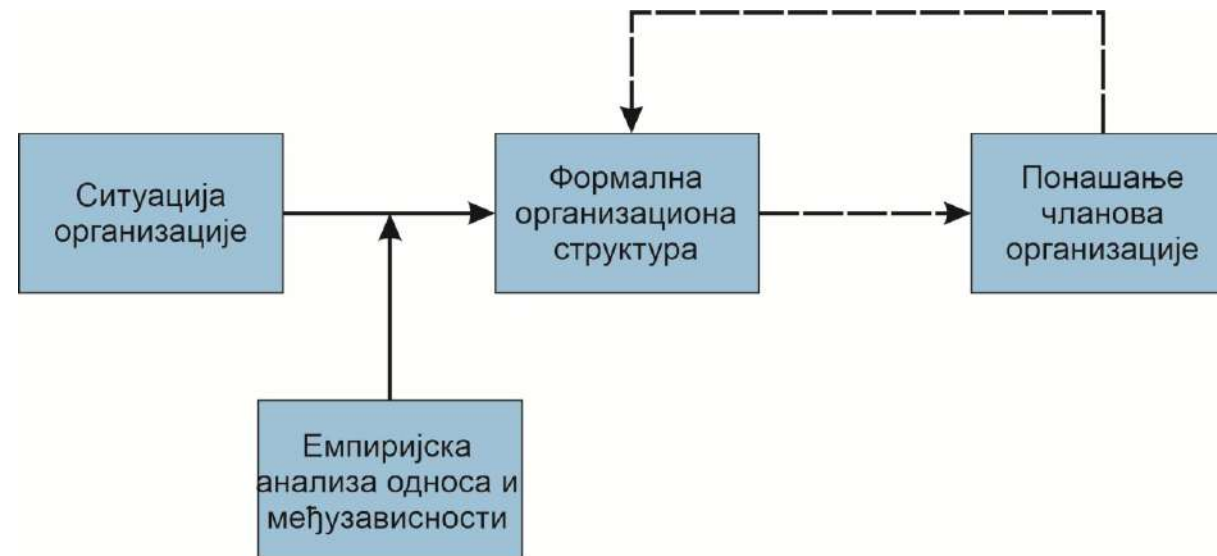 Ситуација
организације
Формална
организациона
структура
Понашање
чланова
организације
Емпиријска
анализа односа и
међузависности